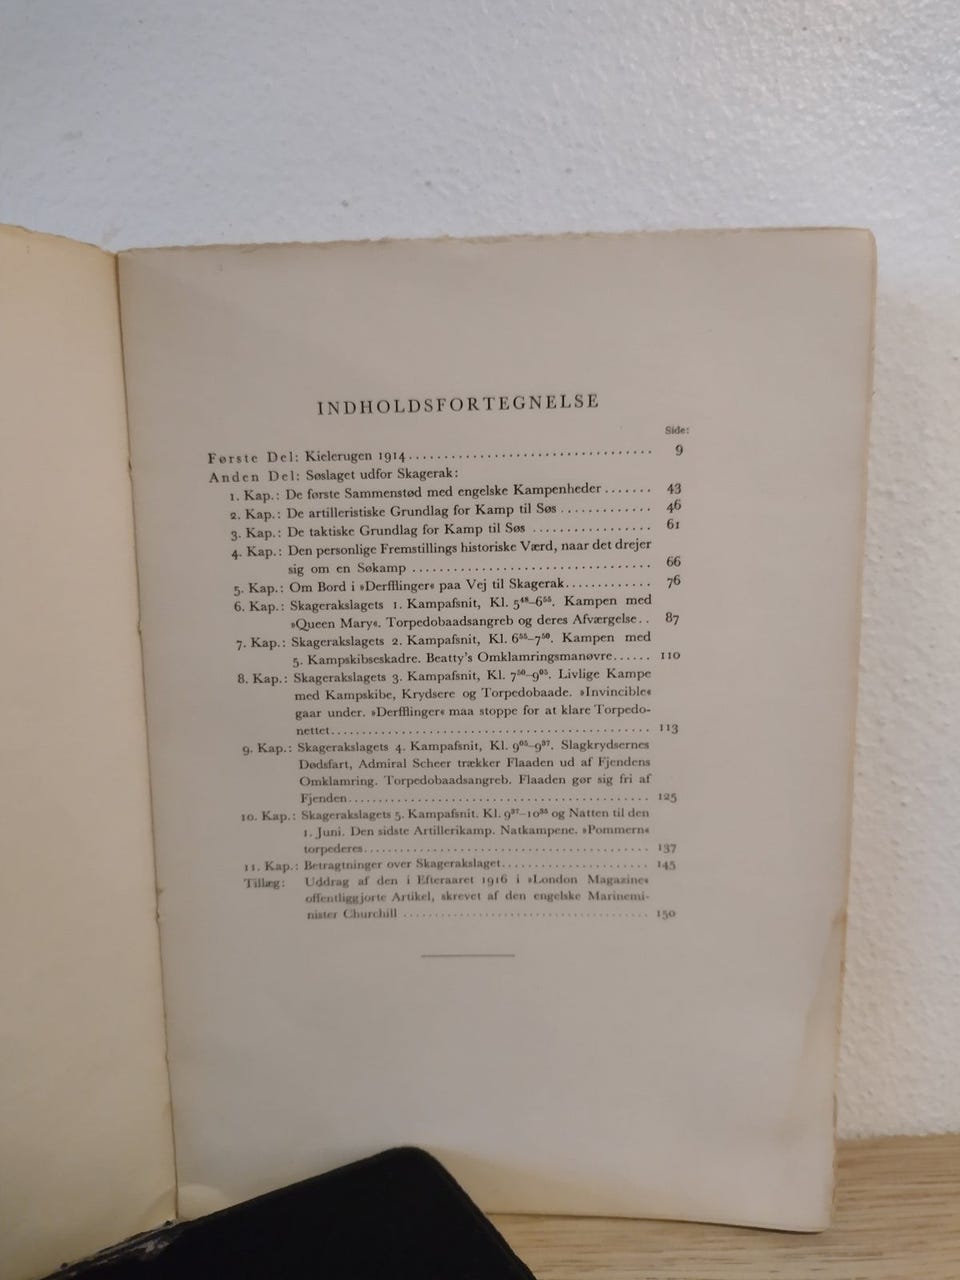 INDHOLDSFORTEGNELSE
Side:
Første Del: Kielerugen 1914................................. 9
Anden Del: Søslaget udfor Skagerak:
1. Kap.: De første Sammenstød med engelske Kampenheder....... 43
2. Kap.: De artilleristiske Grundlag for Kamp til Søs............. 46
3. Kap.: De taktiske Grundlag for Kamp til Søs ................. 61
4. Kap.: Den personlige Fremstillings historiske Værd, naar det drejer
sig om en Søkamp ................................. 66
5. Kap.: Om Bord i »Derfflinger« paa Vej til Skagerak............ 76
6. Kap.: Skagerakslagets 1. Kampafsnit, Kl. 5⁴⁸–6⁵⁵. Kampen med
»Queen Mary«. Torpedobaadsangreb og deres Afværgelse.. 87
7. Kap.: Skagerakslagets 2. Kampafsnit, Kl. 6⁵⁵–7⁵⁰. Kampen med
5. Kampskibseskadre. Beatty's Omklamringsmanøvre...... 110
8. Kap.: Skagerakslagets 3. Kampafsnit, Kl. 7⁵⁰–9⁰⁵. Livlige Kampe
med Kampskibe, Krydsere og Torpedobaade. »Invincible«
gaar under. »Derfflinger« maa stoppe for at klare Torpedo-
nettet............................................ 113
9. Kap.: Skagerakslagets 4. Kampafsnit, Kl. 9⁰⁵–9³⁷. Slagkrydsernes
Dødsfart, Admiral Scheer trækker Flaaden ud af Fjendens
Omklamring. Torpedobaadsangreb. Flaaden gør sig fri af
Fjenden.......................................... 125
10. Kap.: Skagerakslagets 5. Kampafsnit. Kl. 9³⁷–10³⁵ og Natten til den
1. Juni. Den sidste Artillerikamp. Natkampene. »Pommern«
torpederes........................................ 137
11. Kap.: Betragtninger over Skagerakslaget..................... 145
Tillæg: Uddrag af den i Efteraaret 1916 i »London Magazine«
offentliggjorte Artikel, skrevet af den engelske Marinemi-
nister Churchill .................................. 150